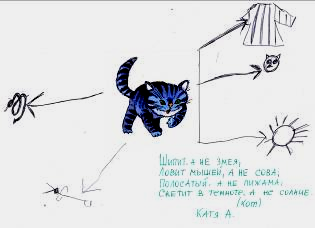 Шипит, а не змея,
Ловит мышей, а не сова,
Полосатый, а не пижама,
Светит в темноте, а не солнце.
(Кот)
Катя А.